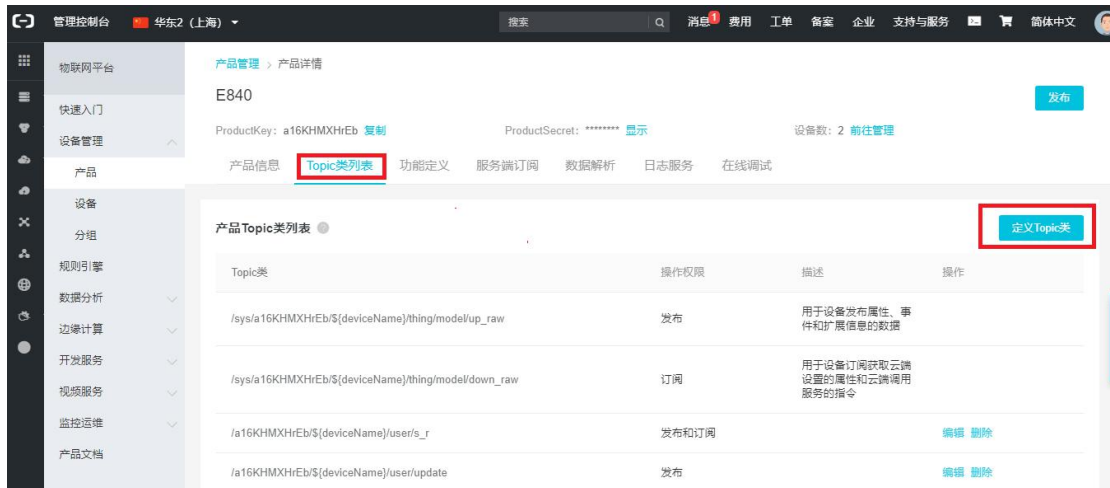 管理控制台 华东2（上海） 搜索 消息 1 费用 工单 备案 企业 支持与服务 简体中文
物联网平台
快速入门
设备管理
产品
设备
分组
规则引擎
数据分析
边缘计算
开发服务
视频服务
监控运维
产品文档
产品管理 > 产品详情
E840 发布
ProductKey: a16KHMXHrEb 复制 ProductSecret: ******** 显示 设备数: 2 前往管理
产品信息 Topic类列表 功能定义 服务端订阅 数据解析 日志服务 在线调试
产品Topic类列表 定义Topic类
Topic类 操作权限 描述 操作
/sys/a16KHMXHrEb/${deviceName}/thing/model/up_raw 发布 用于设备发布属性、事
件和扩展信息的数据
/sys/a16KHMXHrEb/${deviceName}/thing/model/down_raw 订阅 用于设备订阅获取云端
设置的属性和云端调用
服务的指令
/a16KHMXHrEb/${deviceName}/user/s_r 发布和订阅 编辑 删除
/a16KHMXHrEb/${deviceName}/user/update 发布 编辑 删除